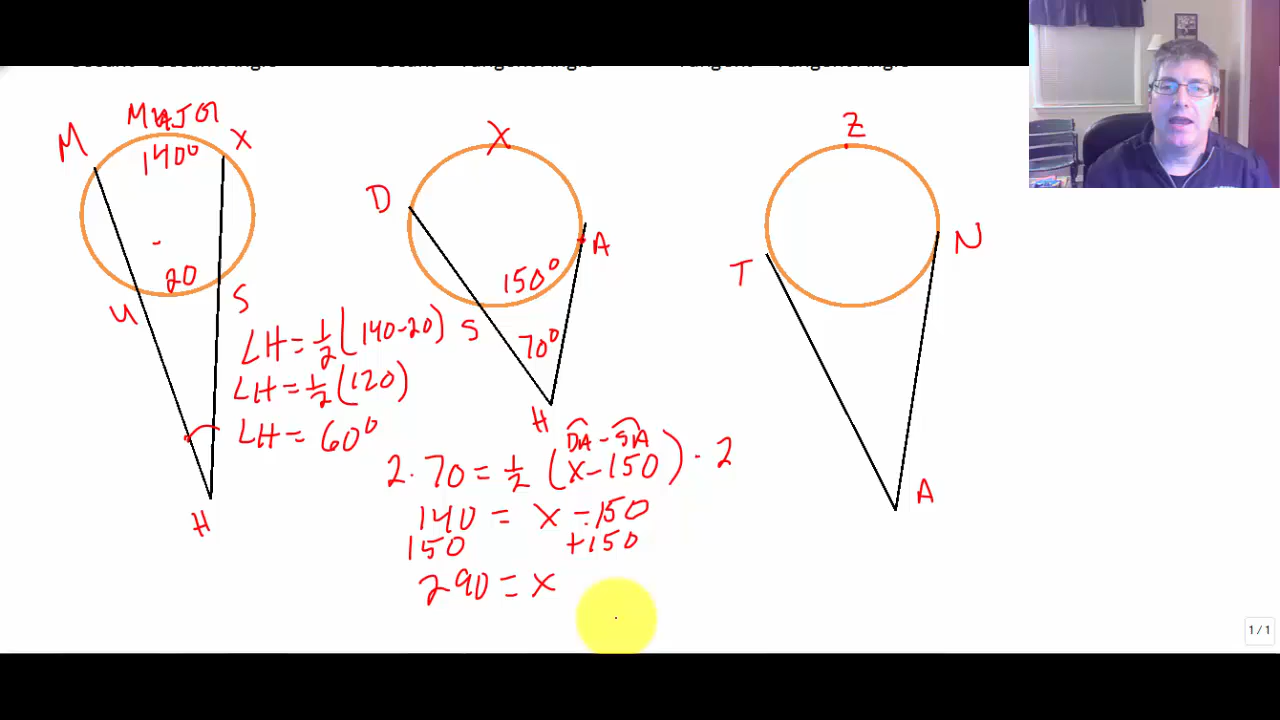 MAJOR
M
X
140°
20
U
S
H
∠H = 1/2 (140-20)
∠H = 1/2 (120)
∠H = 60°
X
D
A
150°
S
70°
H
DA - SA
2 · 70 = 1/2 (x - 150) · 2
140 = x - 150
150 +150
290 = x
Z
T
N
A
1 / 1